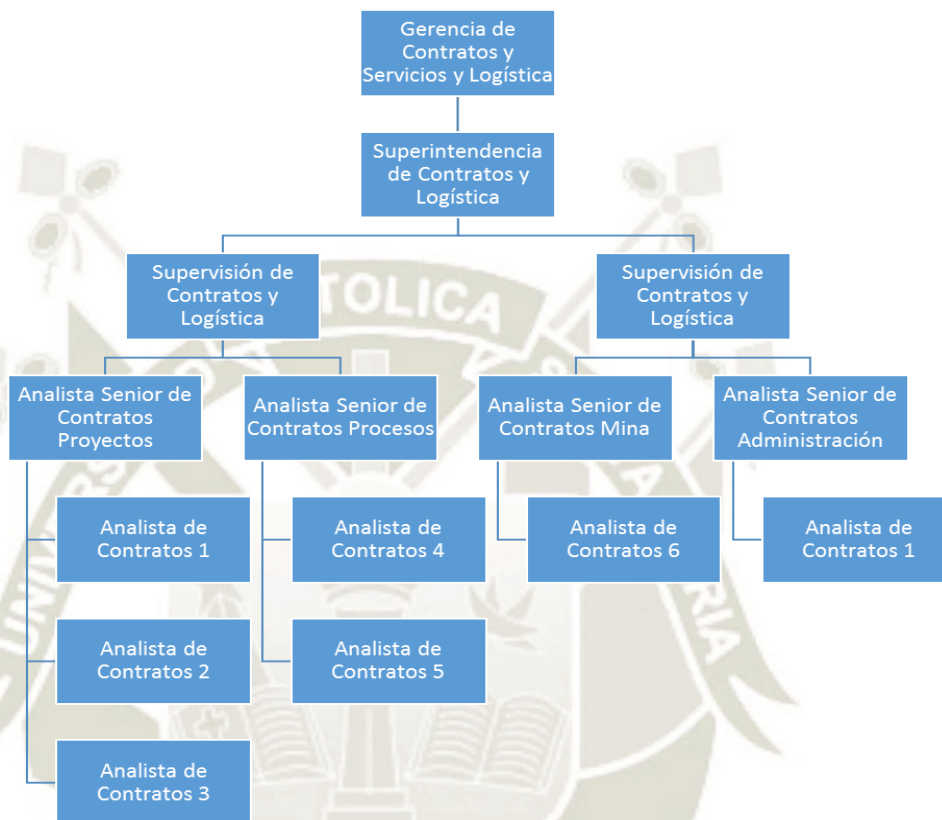 Gerencia de
Contratos y
Servicios y Logística
Superintendencia
de Contratos y
Logística
Supervisión de
Contratos y
Logística
Supervisión de
Contratos y
Logística
Analista Senior de
Contratos
Proyectos
Analista Senior de
Contratos Procesos
Analista Senior de
Contratos Mina
Analista Senior de
Contratos
Administración
Analista de
Contratos 1
Analista de
Contratos 4
Analista de
Contratos 6
Analista de
Contratos 1
Analista de
Contratos 2
Analista de
Contratos 5
Analista de
Contratos 3